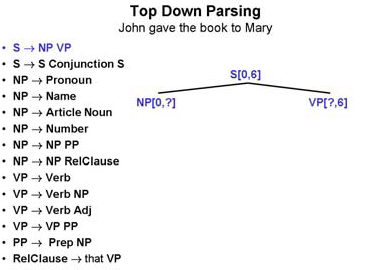 Top Down Parsing
John gave the book to Mary
• S → NP VP
• S → S Conjunction S
• NP → Pronoun
• NP → Name
• NP → Article Noun
• NP → Number
• NP → NP PP
• NP → NP RelClause
• VP → Verb
• VP → Verb NP
• VP → Verb Adj
• VP → VP PP
• PP → Prep NP
• RelClause → that VP
S[0,6]
NP[0,?] VP[?,6]